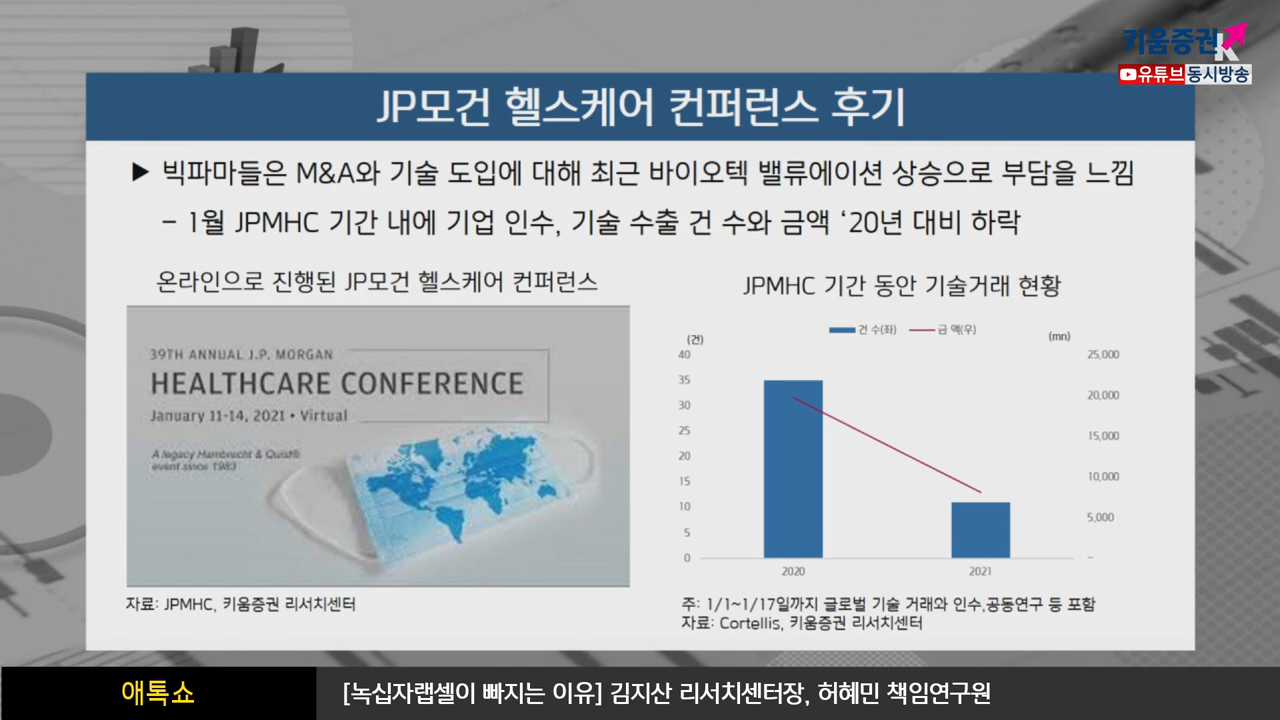 키움증권
유튜브동시방송
JP모건 헬스케어 컨퍼런스 후기
▶ 빅파마들은 M&A와 기술 도입에 대해 최근 바이오텍 밸류에이션 상승으로 부담을 느낌
– 1월 JPMHC 기간 내에 기업 인수, 기술 수출 건 수와 금액 ‘20년 대비 하락
온라인으로 진행된 JP모건 헬스케어 컨퍼런스
39TH ANNUAL J.P. MORGAN
HEALTHCARE CONFERENCE
January 11-14, 2021 • Virtual
A legacy Hambrecht & Quist®
event since 1983
자료: JPMHC, 키움증권 리서치센터
JPMHC 기간 동안 기술거래 현황
건 수(좌) 금 액(우)
(건) (mn)
40 25,000
35
30 20,000
25 15,000
20
15 10,000
10 5,000
5
0 –
2020 2021
주: 1/1~1/17일까지 글로벌 기술 거래와 인수,공동연구 등 포함
자료: Cortellis, 키움증권 리서치센터
애톡쇼
[녹십자랩셀이 빠지는 이유] 김지산 리서치센터장, 허혜민 책임연구원